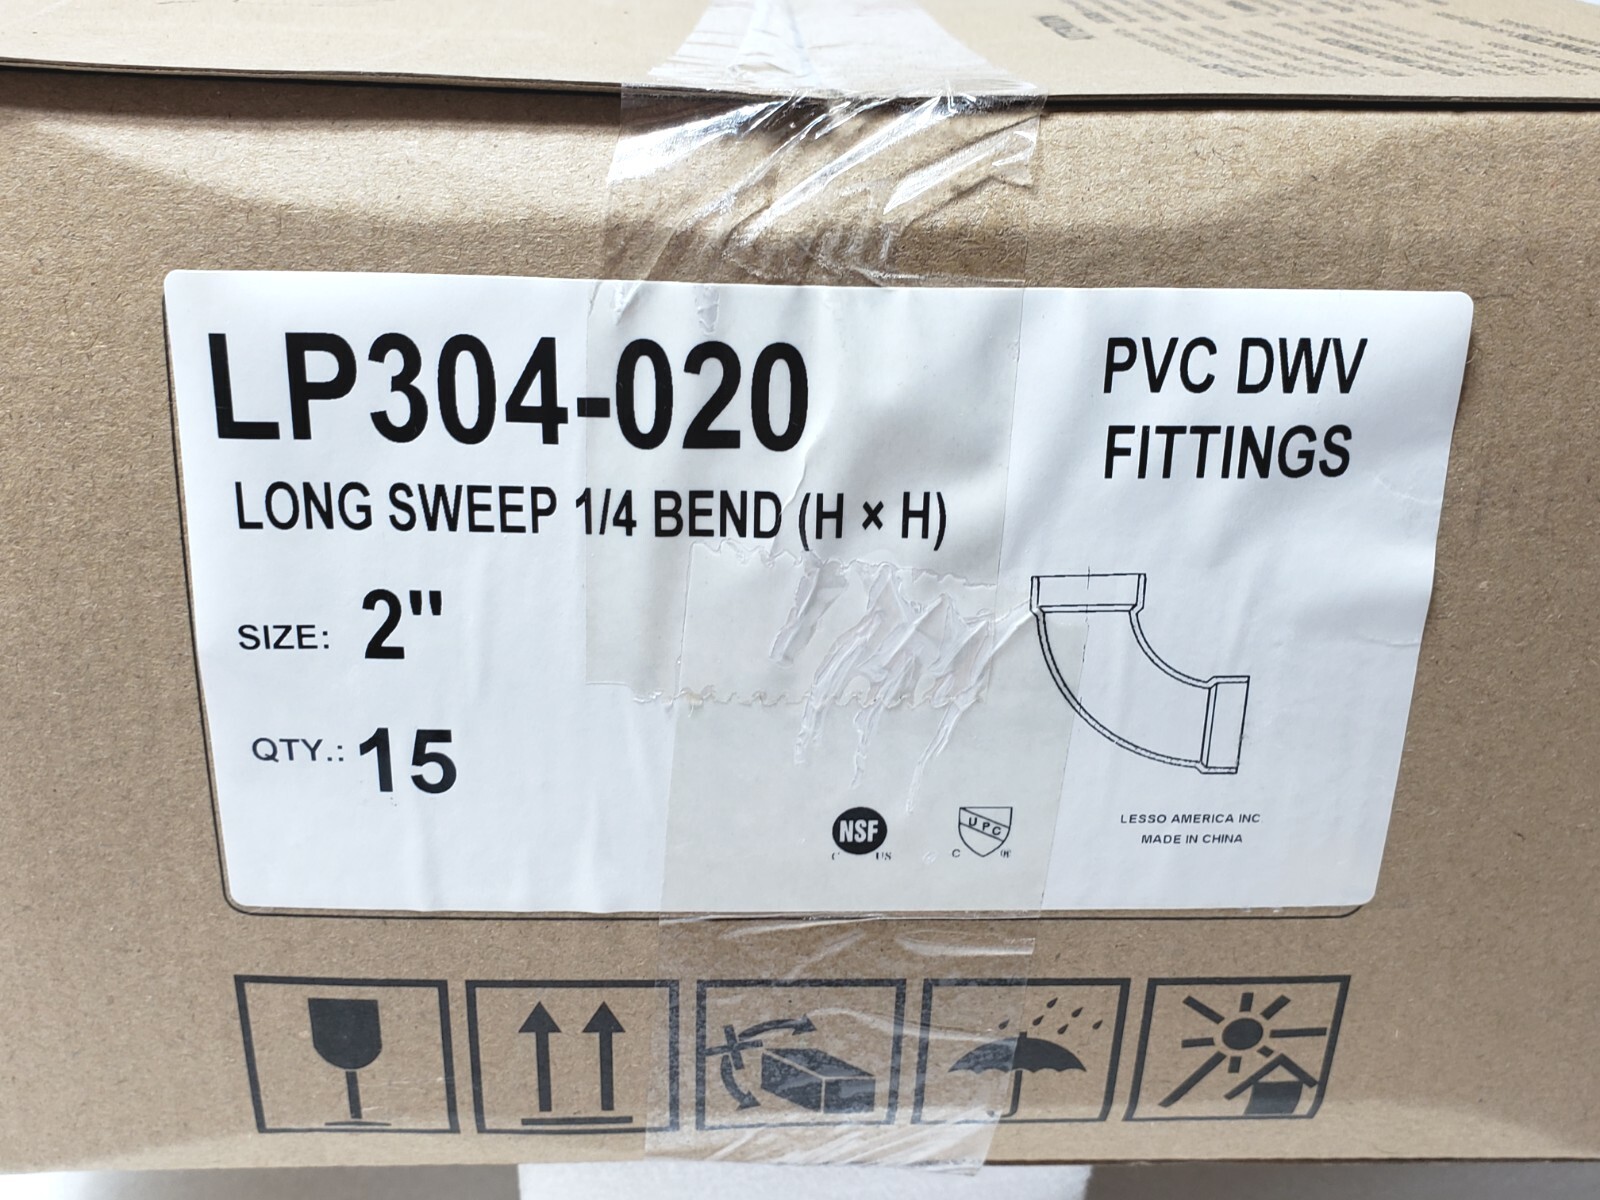 LP304-020
LONG SWEEP 1/4 BEND (H × H)
SIZE: 2"
QTY.: 15
PVC DWV
FITTINGS
NSF
C US
UPC
C ®
LESSO AMERICA INC.
MADE IN CHINA